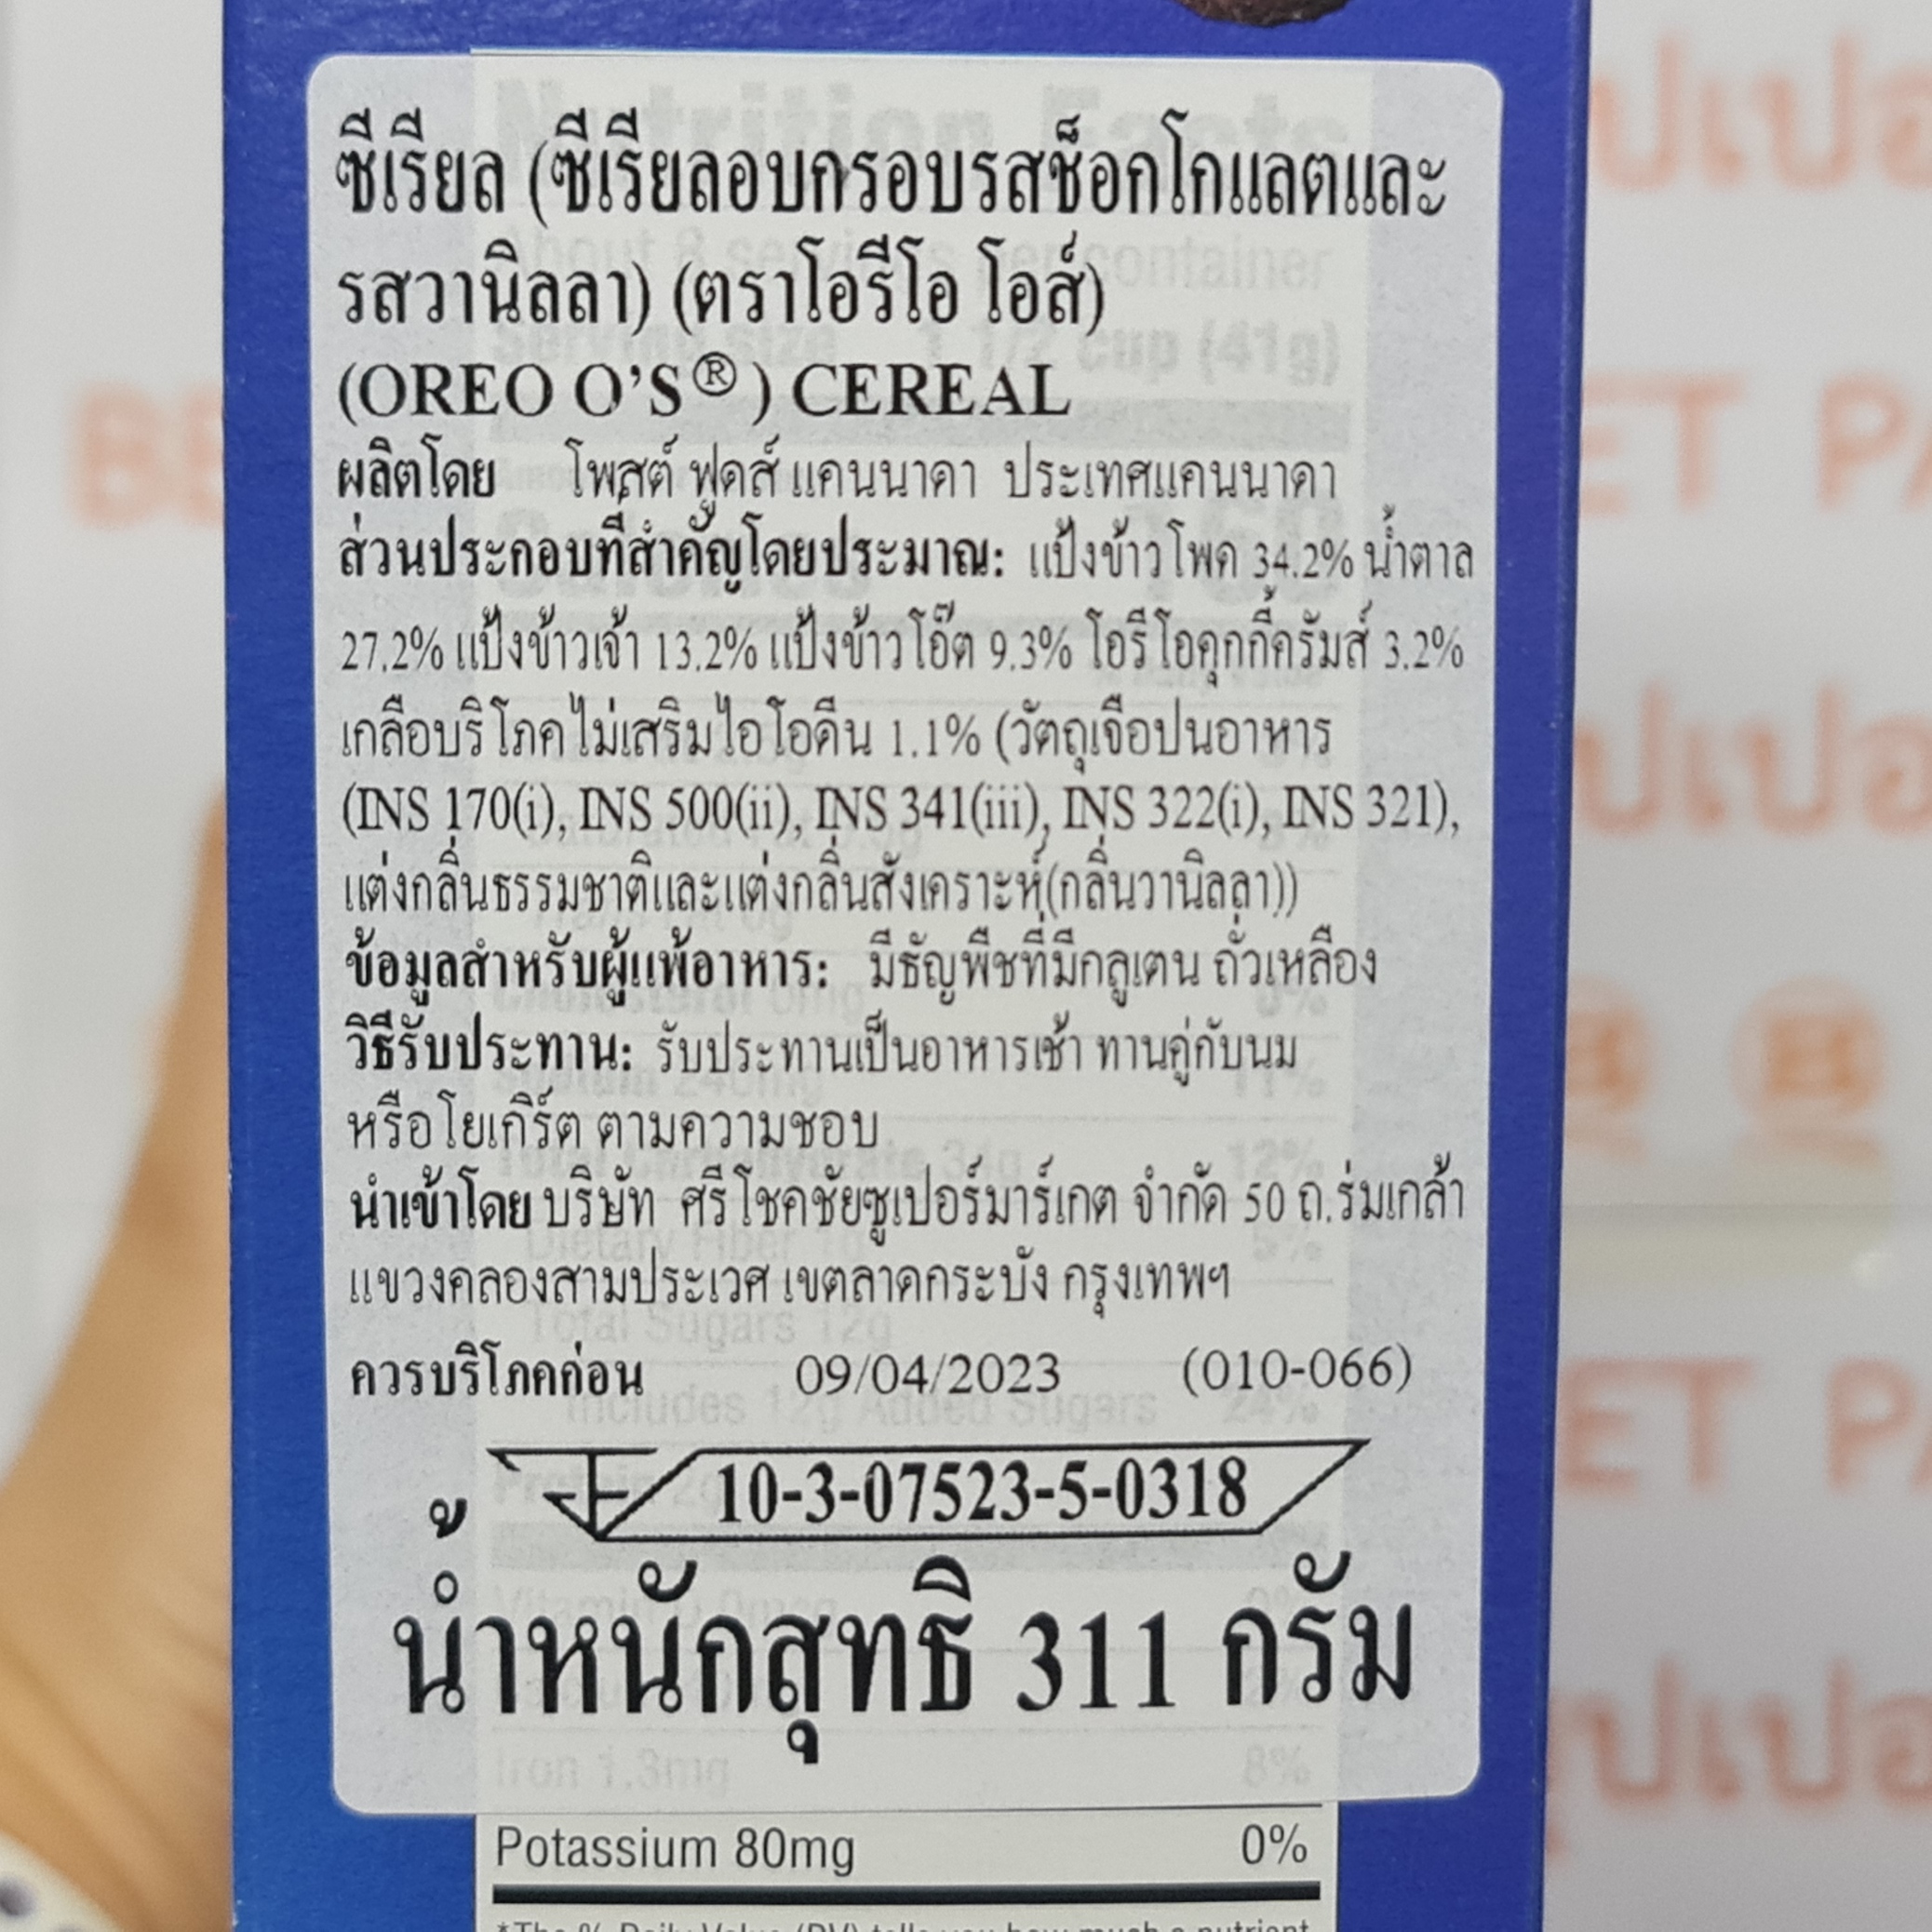 ซีเรียล (ซีเรียลอบกรอบรสช็อกโกแลตและ
รสวานิลลา) (ตราโอรีโอ โอส์)
(OREO O’S® ) CEREAL
ผลิตโดย โพสต์ ฟูดส์ แคนนาดา ประเทศแคนนาดา
ส่วนประกอบที่สำคัญโดยประมาณ: แป้งข้าวโพด 34.2% น้ำตาล
27.2% แป้งข้าวเจ้า 13.2% แป้งข้าวโอ๊ต 9.3% โอรีโอคุกกี้ครัมส์ 3.2%
เกลือบริโภคไม่เสริมไอโอดีน 1.1% (วัตถุเจือปนอาหาร
(INS 170(i), INS 500(ii), INS 341(iii), INS 322(i), INS 321),
แต่งกลิ่นธรรมชาติและแต่งกลิ่นสังเคราะห์(กลิ่นวานิลลา))
ข้อมูลสำหรับผู้แพ้อาหาร: มีธัญพืชที่มีกลูเตน ถั่วเหลือง
วิธีรับประทาน: รับประทานเป็นอาหารเช้า ทานคู่กับนม
หรือโยเกิร์ต ตามความชอบ
นำเข้าโดย บริษัท ศรีโชคชัยซูเปอร์มาร์เกต จำกัด 50 ถ.ร่มเกล้า
แขวงคลองสามประเวศ เขตลาดกระบัง กรุงเทพฯ
ควรบริโภคก่อน 09/04/2023 (010-066)
10-3-07523-5-0318
น้ำหนักสุทธิ 311 กรัม
Potassium 80mg 0%
*The % Daily Value (DV) tells you how much a nutrient